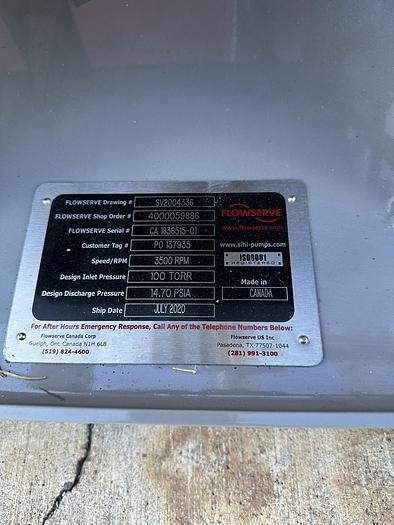 FLOWSERVE Drawing # SV2004336
FLOWSERVE Shop Order # 4000059886
FLOWSERVE Serial # CA 1836515-01
Customer Tag # PO 137935
Speed/RPM 3500 RPM
Design Inlet Pressure 100 TORR
Design Discharge Pressure 14.70 PSIA
Ship Date JULY 2020
FLOWSERVE
www.flowserve.com
www.sihi-pumps.com
ISO9001
REGISTERED
Made in
CANADA
For After Hours Emergency Response, Call Any of the Telephone Numbers Below:
Flowserve Canada Corp
Guelph, Ont. Canada N1H 6L8
(519) 824-4600
Flowserve US Inc
Pasadena, TX 77507-1044
(281) 991-3100